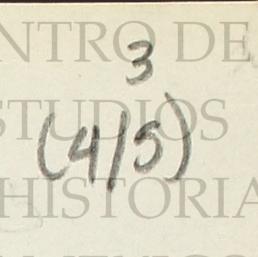 NTRO DE
3
STUDIOS
(4/5)
HISTORIA